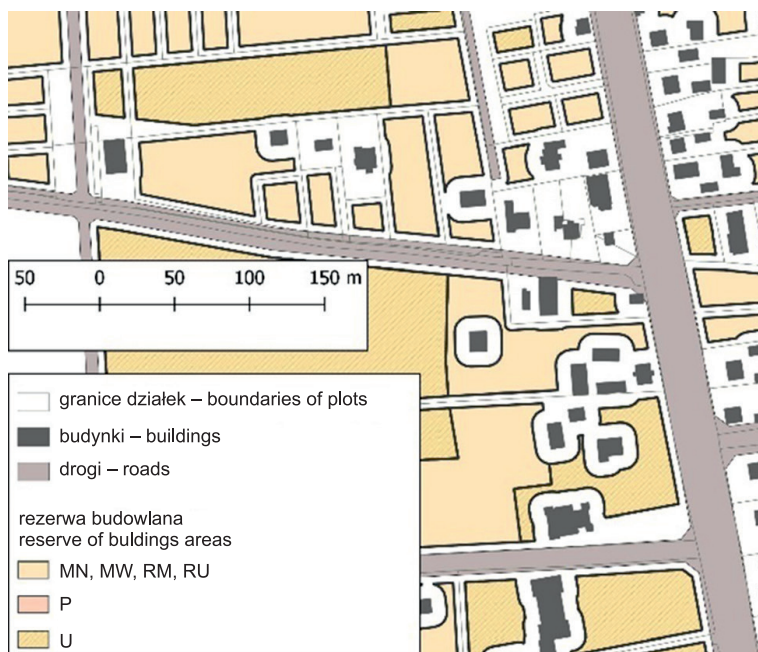 50 0 50 100 150 m
granice działek – boundaries of plots
budynki – buildings
drogi – roads
rezerwa budowlana
reserve of buldings areas
MN, MW, RM, RU
P
U